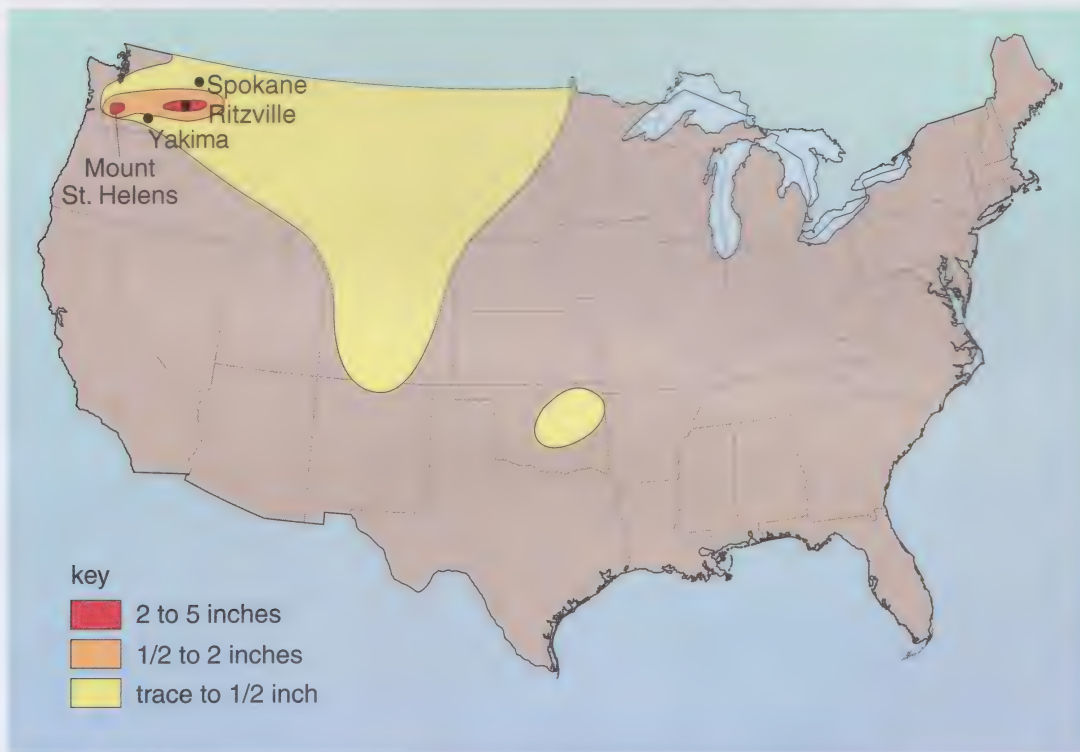 Spokane
Ritzville
Yakima
Mount
St. Helens
key
2 to 5 inches
1/2 to 2 inches
trace to 1/2 inch